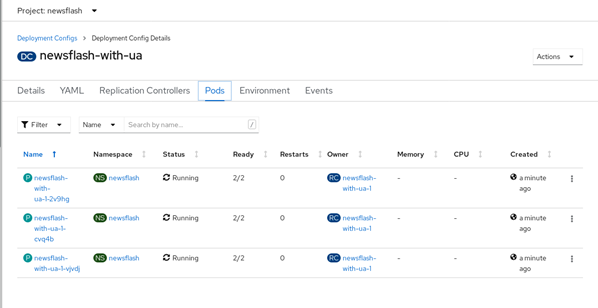 Project: newsflash
Deployment Configs > Deployment Config Details
DC newsflash-with-ua
Actions
Details YAML Replication Controllers Pods Environment Events
Filter Name Search by name... /
Name Namespace Status Ready Restarts Owner Memory CPU Created
P newsflash-with-ua-1-2v9hg NS newsflash Running 2/2 0 RC newsflash-with-ua-1 - - a minute ago
P newsflash-with-ua-1-cvq4b NS newsflash Running 2/2 0 RC newsflash-with-ua-1 - - a minute ago
P newsflash-with-ua-1-vjvdj NS newsflash Running 2/2 0 RC newsflash-with-ua-1 - - a minute ago